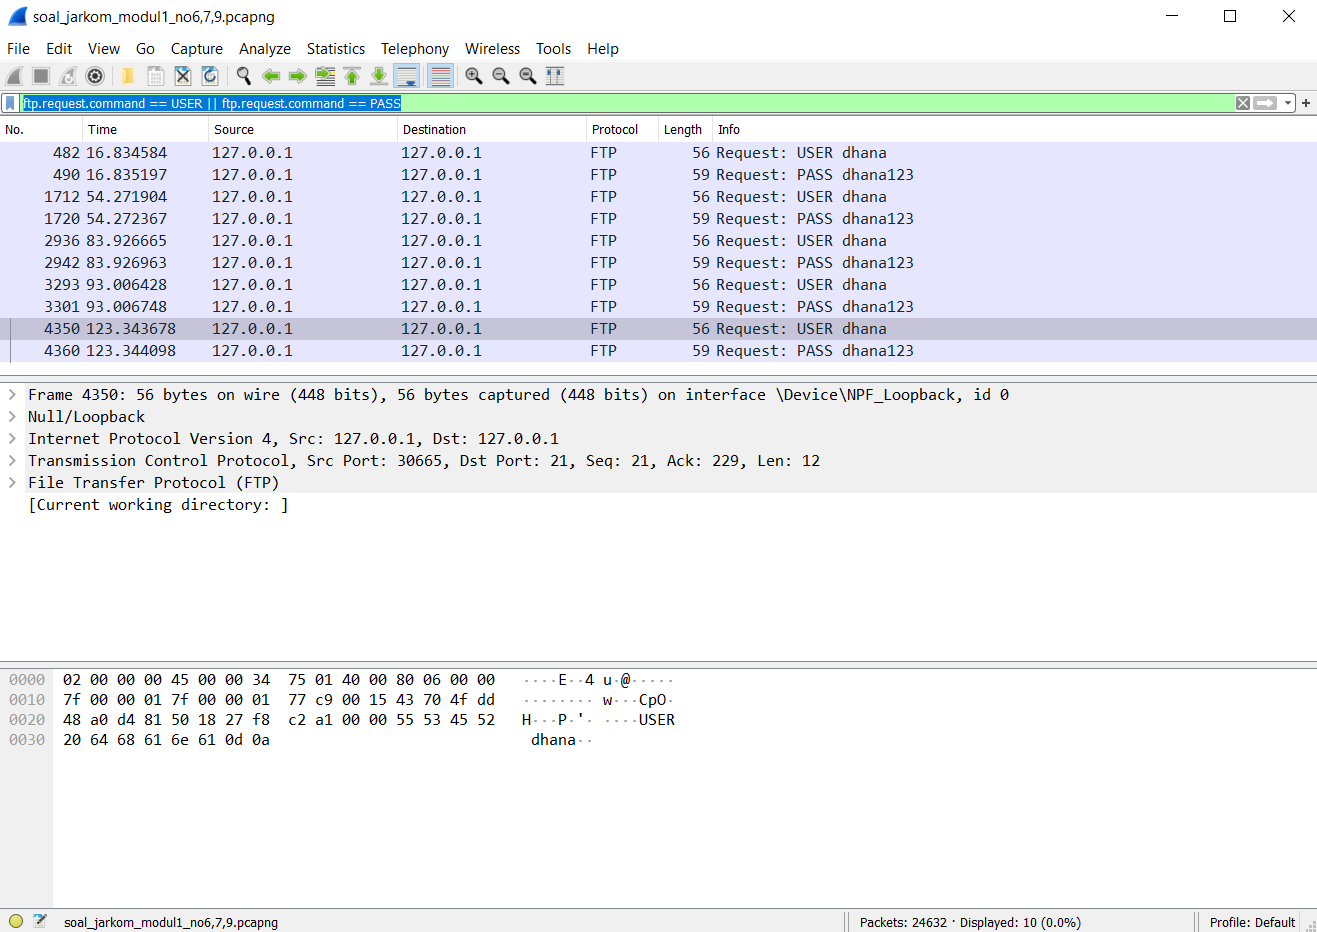 soal_jarkom_modul1_no6,7,9.pcapng
File Edit View Go Capture Analyze Statistics Telephony Wireless Tools Help
ftp.request.command == USER || ftp.request.command == PASS
No. Time Source Destination Protocol Length Info
482 16.834584 127.0.0.1 127.0.0.1 FTP 56 Request: USER dhana
490 16.835197 127.0.0.1 127.0.0.1 FTP 59 Request: PASS dhana123
1712 54.271904 127.0.0.1 127.0.0.1 FTP 56 Request: USER dhana
1720 54.272367 127.0.0.1 127.0.0.1 FTP 59 Request: PASS dhana123
2936 83.926665 127.0.0.1 127.0.0.1 FTP 56 Request: USER dhana
2942 83.926963 127.0.0.1 127.0.0.1 FTP 59 Request: PASS dhana123
3293 93.006428 127.0.0.1 127.0.0.1 FTP 56 Request: USER dhana
3301 93.006748 127.0.0.1 127.0.0.1 FTP 59 Request: PASS dhana123
4350 123.343678 127.0.0.1 127.0.0.1 FTP 56 Request: USER dhana
4360 123.344098 127.0.0.1 127.0.0.1 FTP 59 Request: PASS dhana123
Frame 4350: 56 bytes on wire (448 bits), 56 bytes captured (448 bits) on interface \Device\NPF_Loopback, id 0
Null/Loopback
Internet Protocol Version 4, Src: 127.0.0.1, Dst: 127.0.0.1
Transmission Control Protocol, Src Port: 30665, Dst Port: 21, Seq: 21, Ack: 229, Len: 12
File Transfer Protocol (FTP)
[Current working directory: ]
0000 02 00 00 00 45 00 00 34 75 01 40 00 80 06 00 00 ····E··4 u·@·····
0010 7f 00 00 01 7f 00 00 01 77 c9 00 15 43 70 4f dd ········ w···CpO·
0020 48 a0 d4 81 50 18 27 f8 c2 a1 00 00 55 53 45 52 H···P·'· ····USER
0030 20 64 68 61 6e 61 0d 0a dhana··
soal_jarkom_modul1_no6,7,9.pcapng Packets: 24632 · Displayed: 10 (0.0%) Profile: Default